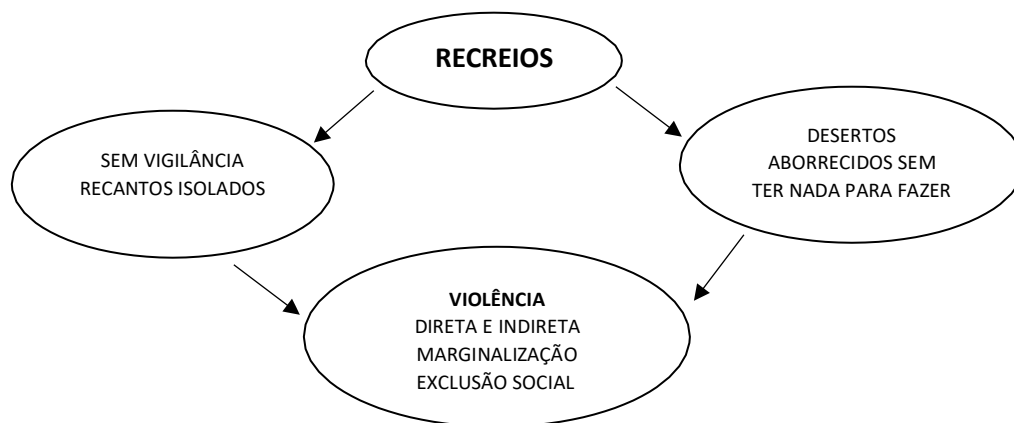 RECREIOS
SEM VIGILÂNCIA
RECANTOS ISOLADOS
DESERTOS
ABORRECIDOS SEM
TER NADA PARA FAZER
VIOLÊNCIA
DIRETA E INDIRETA
MARGINALIZAÇÃO
EXCLUSÃO SOCIAL